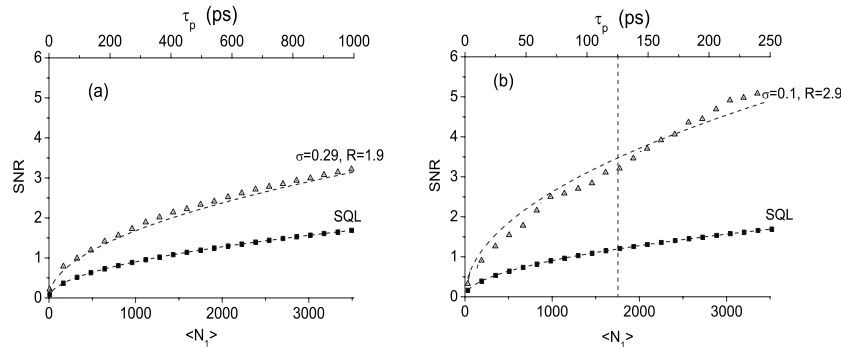 τp (ps)
0 200 400 600 800 1000
6
5
4
3
2
1
0
SNR
(a)
σ=0.29, R=1.9
SQL
0 1000 2000 3000
<N1>
τp (ps)
0 50 100 150 200 250
6
5
4
3
2
1
0
SNR
(b)
σ=0.1, R=2.9
SQL
0 1000 2000 3000
<N1>